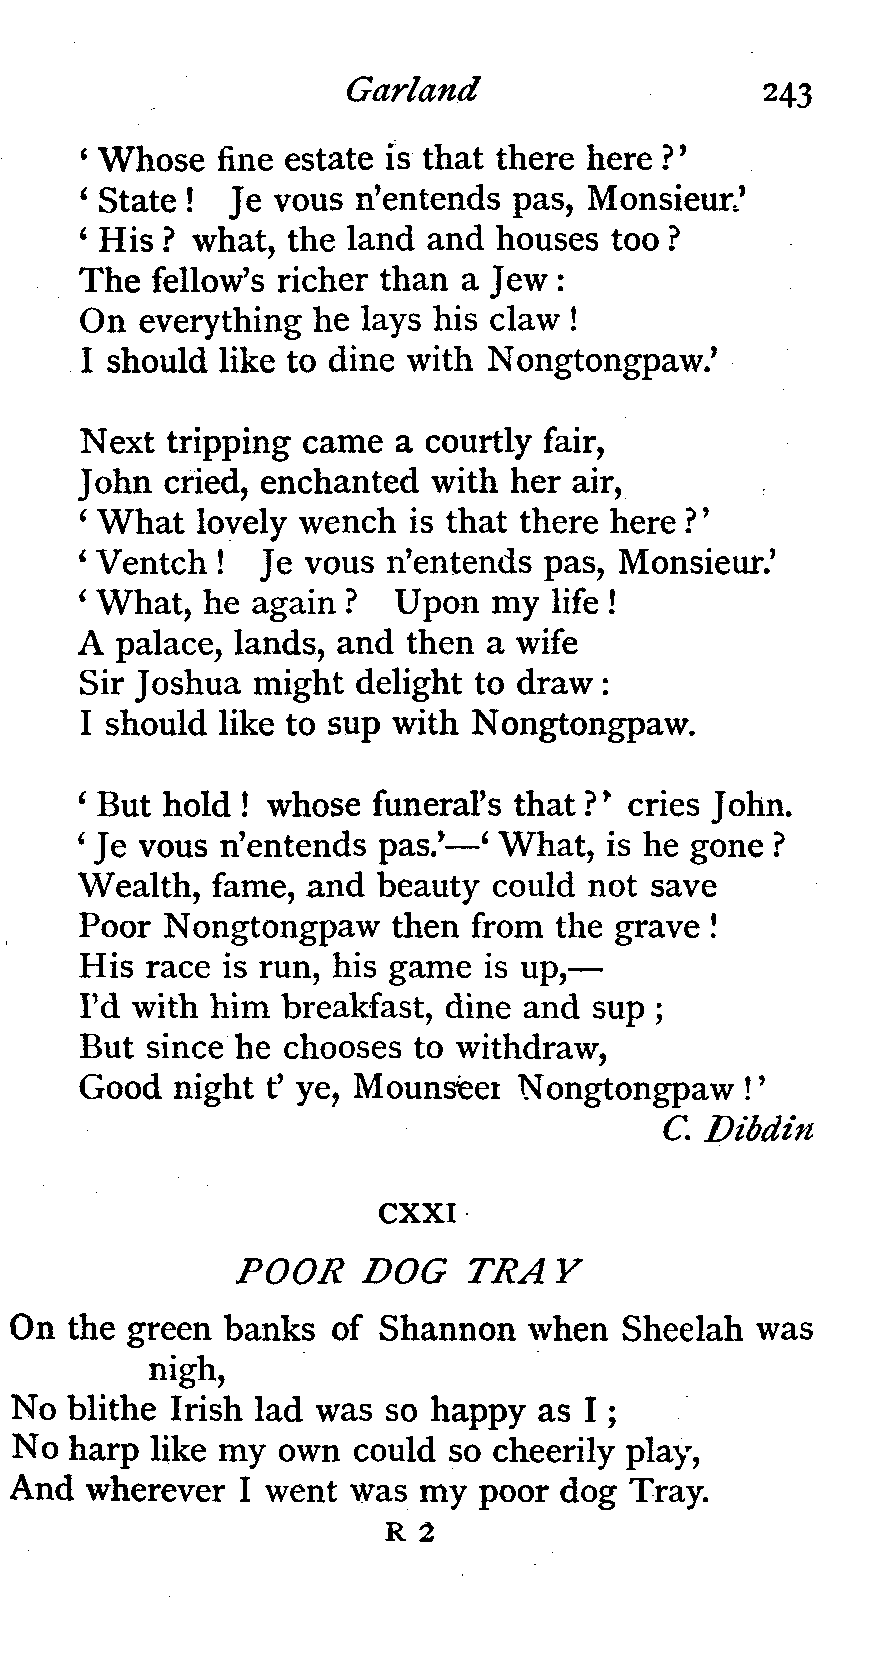 Garland 243
‘ Whose fine estate is that there here ?’
‘ State ! Je vous n’entends pas, Monsieur.’
‘ His ? what, the land and houses too ?
The fellow’s richer than a Jew :
On everything he lays his claw !
I should like to dine with Nongtongpaw.’
Next tripping came a courtly fair,
John cried, enchanted with her air,
‘ What lovely wench is that there here ?’
‘ Ventch ! Je vous n’entends pas, Monsieur.’
‘ What, he again ? Upon my life !
A palace, lands, and then a wife
Sir Joshua might delight to draw :
I should like to sup with Nongtongpaw.
‘ But hold ! whose funeral’s that ?’ cries John.
‘ Je vous n’entends pas.’—‘ What, is he gone ?
Wealth, fame, and beauty could not save
Poor Nongtongpaw then from the grave !
His race is run, his game is up,—
I’d with him breakfast, dine and sup ;
But since he chooses to withdraw,
Good night t’ ye, Mounseer Nongtongpaw !’
C. Dibdin
CXXI
POOR DOG TRAY
On the green banks of Shannon when Sheelah was
nigh,
No blithe Irish lad was so happy as I ;
No harp like my own could so cheerily play,
And wherever I went was my poor dog Tray.
R 2